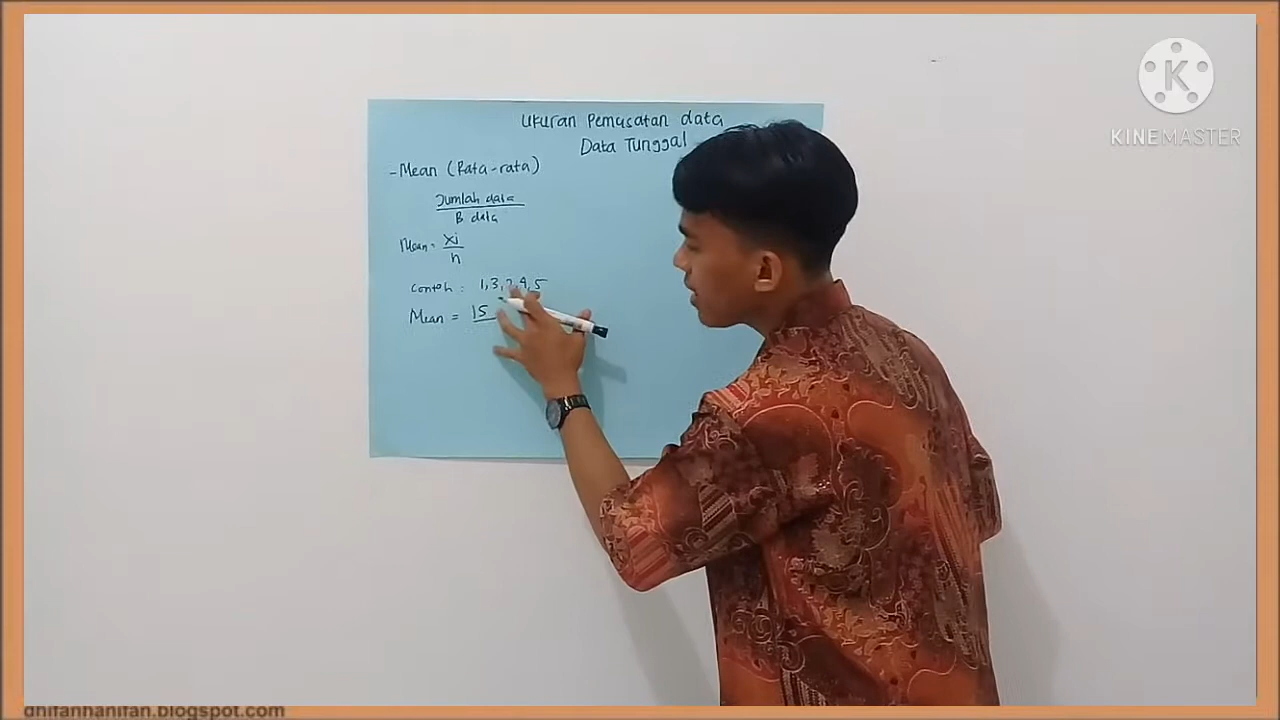 KINEMASTER
Ukuran Pemusatan data
Data Tunggal
- Mean (Rata-rata)
Jumlah data
B data
Mean = xi
n
Contoh : 1,3,2,4,5
Mean = 15
dhifanhanifan.blogspot.com